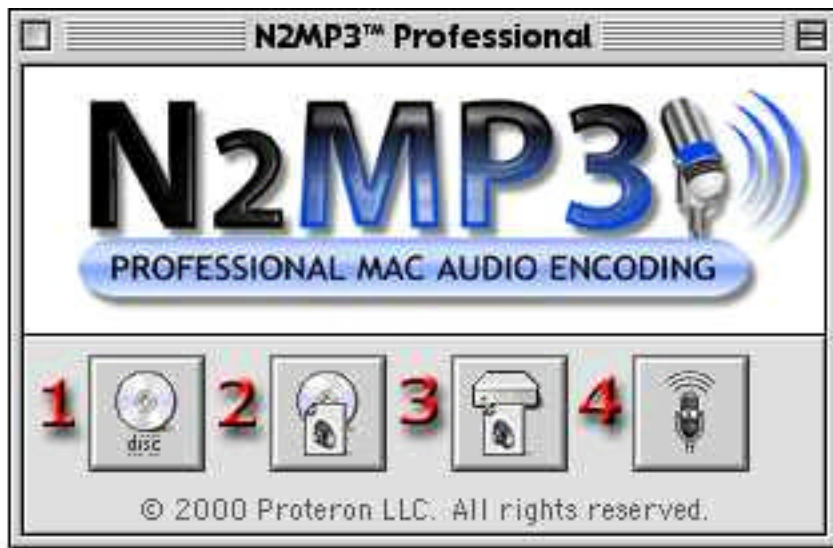 N2MP3™ Professional
N2MP3
PROFESSIONAL MAC AUDIO ENCODING
1 disc 2 3 4
© 2000 Proteron LLC. All rights reserved.